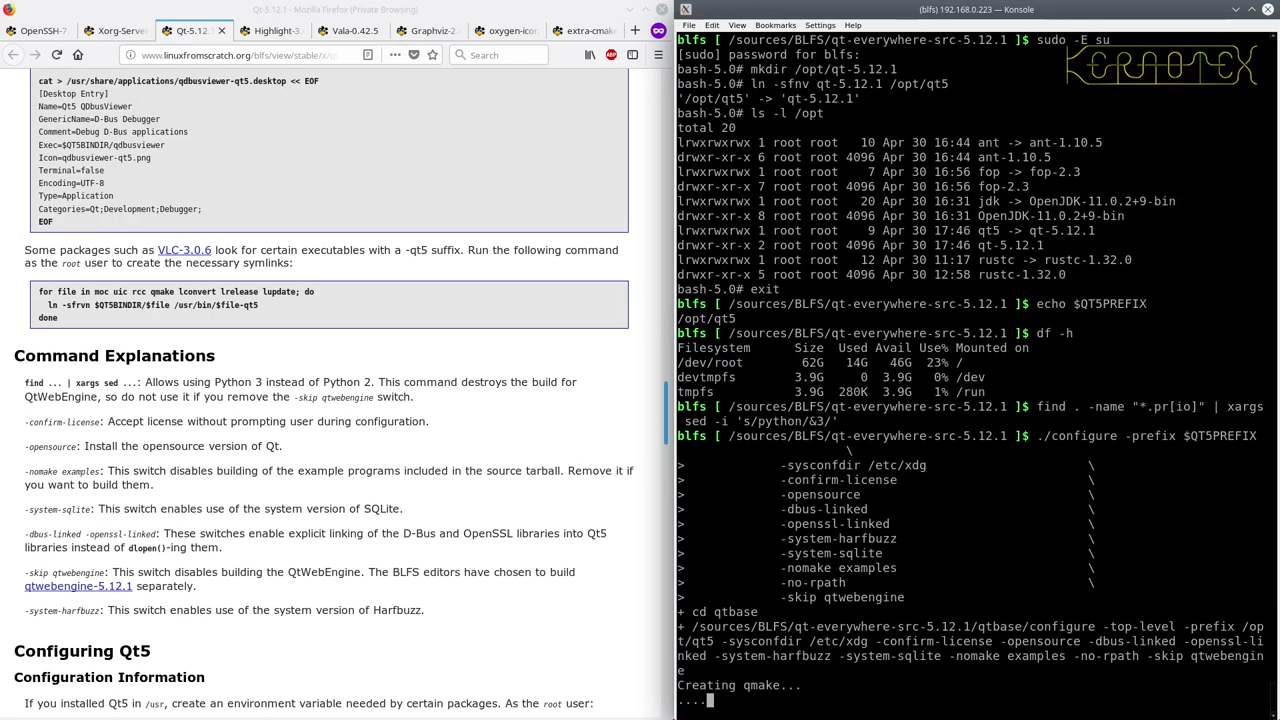 Qt-5.12.1 - Mozilla Firefox (Private Browsing)
OpenSSH-7
Xorg-Server
Qt-5.12.1
Highlight-3.
Vala-0.42.5
Graphviz-2.4
oxygen-icon
extra-cmake
www.linuxfromscratch.org/blfs/view/stable/x/q
Search
cat > /usr/share/applications/qdbusviewer-qt5.desktop << EOF
[Desktop Entry]
Name=Qt5 QDbusViewer
GenericName=D-Bus Debugger
Comment=Debug D-Bus applications
Exec=$QT5BINDIR/qdbusviewer
Icon=qdbusviewer-qt5.png
Terminal=false
Encoding=UTF-8
Type=Application
Categories=Qt;Development;Debugger;
EOF
Some packages such as VLC-3.0.6 look for certain executables with a -qt5 suffix. Run the following command
as the root user to create the necessary symlinks:
for file in moc uic rcc qmake lconvert lrelease lupdate; do
ln -sfrvn $QT5BINDIR/$file /usr/bin/$file-qt5
done
Command Explanations
find ... | xargs sed ...: Allows using Python 3 instead of Python 2. This command destroys the build for
QtWebEngine, so do not use it if you remove the -skip qtwebengine switch.
-confirm-license: Accept license without prompting user during configuration.
-opensource: Install the opensource version of Qt.
-nomake examples: This switch disables building of the example programs included in the source tarball. Remove it if
you want to build them.
-system-sqlite: This switch enables use of the system version of SQLite.
-dbus-linked -openssl-linked: These switches enable explicit linking of the D-Bus and OpenSSL libraries into Qt5
libraries instead of dlopen()-ing them.
-skip qtwebengine: This switch disables building the QtWebEngine. The BLFS editors have chosen to build
qtwebengine-5.12.1 separately.
-system-harfbuzz: This switch enables use of the system version of Harfbuzz.
Configuring Qt5
Configuration Information
If you installed Qt5 in /usr, create an environment variable needed by certain packages. As the root user:
(blfs) 192.168.0.223 — Konsole
File Edit View Bookmarks Settings Help
KERAOTEX
blfs [ /sources/BLFS/qt-everywhere-src-5.12.1 ]$ sudo -E su
[sudo] password for blfs:
bash-5.0# mkdir /opt/qt-5.12.1
bash-5.0# ln -sfnv qt-5.12.1 /opt/qt5
'/opt/qt5' -> 'qt-5.12.1'
bash-5.0# ls -l /opt
total 20
lrwxrwxrwx 1 root root   10 Apr 30 16:44 ant -> ant-1.10.5
drwxr-xr-x 6 root root 4096 Apr 30 16:44 ant-1.10.5
lrwxrwxrwx 1 root root    7 Apr 30 16:56 fop -> fop-2.3
drwxr-xr-x 7 root root 4096 Apr 30 16:56 fop-2.3
lrwxrwxrwx 1 root root   20 Apr 30 16:31 jdk -> OpenJDK-11.0.2+9-bin
drwxr-xr-x 8 root root 4096 Apr 30 16:31 OpenJDK-11.0.2+9-bin
lrwxrwxrwx 1 root root    9 Apr 30 17:46 qt5 -> qt-5.12.1
drwxr-xr-x 2 root root 4096 Apr 30 17:46 qt-5.12.1
lrwxrwxrwx 1 root root   12 Apr 30 11:17 rustc -> rustc-1.32.0
drwxr-xr-x 5 root root 4096 Apr 30 12:58 rustc-1.32.0
bash-5.0# exit
blfs [ /sources/BLFS/qt-everywhere-src-5.12.1 ]$ echo $QT5PREFIX
/opt/qt5
blfs [ /sources/BLFS/qt-everywhere-src-5.12.1 ]$ df -h
Filesystem      Size  Used Avail Use% Mounted on
/dev/root        62G   14G   46G  23% /
devtmpfs        3.9G     0  3.9G   0% /dev
tmpfs           3.9G  280K  3.9G   1% /run
blfs [ /sources/BLFS/qt-everywhere-src-5.12.1 ]$ find . -name "*.pr[io]" | xargs
sed -i 's/python/&3/'
blfs [ /sources/BLFS/qt-everywhere-src-5.12.1 ]$ ./configure -prefix $QT5PREFIX
\
> -sysconfdir /etc/xdg \
> -confirm-license \
> -opensource \
> -dbus-linked \
> -openssl-linked \
> -system-harfbuzz \
> -system-sqlite \
> -nomake examples \
> -no-rpath \
> -skip qtwebengine
+ cd qtbase
+ /sources/BLFS/qt-everywhere-src-5.12.1/qtbase/configure -top-level -prefix /op
t/qt5 -sysconfdir /etc/xdg -confirm-license -opensource -dbus-linked -openssl-li
nked -system-harfbuzz -system-sqlite -nomake examples -no-rpath -skip qtwebengin
e
Creating qmake...
....